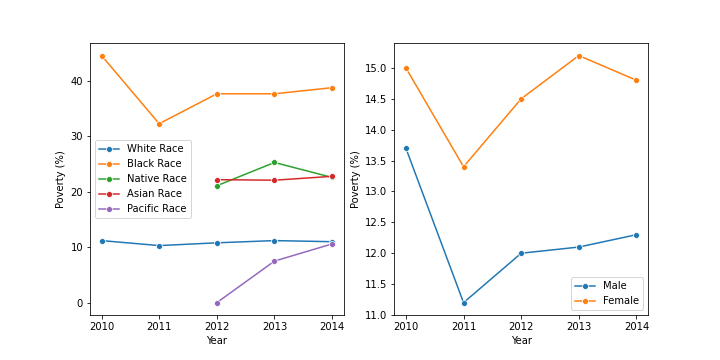 Poverty (%)
40
30
20
10
0
White Race
Black Race
Native Race
Asian Race
Pacific Race
2010 2011 2012 2013 2014
Year
Poverty (%)
15.0
14.5
14.0
13.5
13.0
12.5
12.0
11.5
11.0
Male
Female
2010 2011 2012 2013 2014
Year